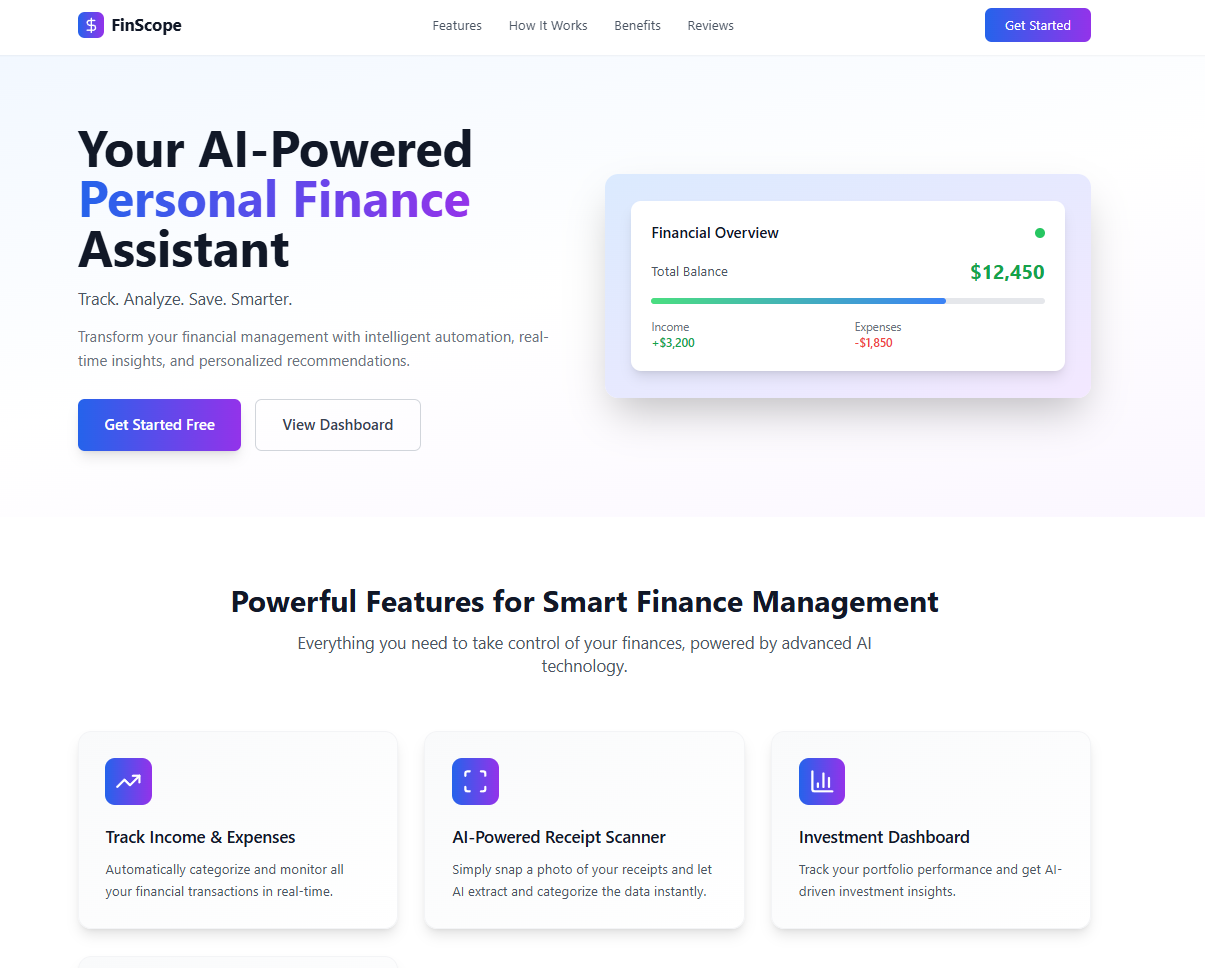 $ FinScope
Features How It Works Benefits Reviews
Get Started
Your AI-Powered
Personal Finance
Assistant
Track. Analyze. Save. Smarter.
Transform your financial management with intelligent automation, real-
time insights, and personalized recommendations.
Get Started Free
View Dashboard
Financial Overview
Total Balance $12,450
Income Expenses
+$3,200 -$1,850
Powerful Features for Smart Finance Management
Everything you need to take control of your finances, powered by advanced AI
technology.
Track Income & Expenses
Automatically categorize and monitor all
your financial transactions in real-time.
AI-Powered Receipt Scanner
Simply snap a photo of your receipts and let
AI extract and categorize the data instantly.
Investment Dashboard
Track your portfolio performance and get AI-
driven investment insights.